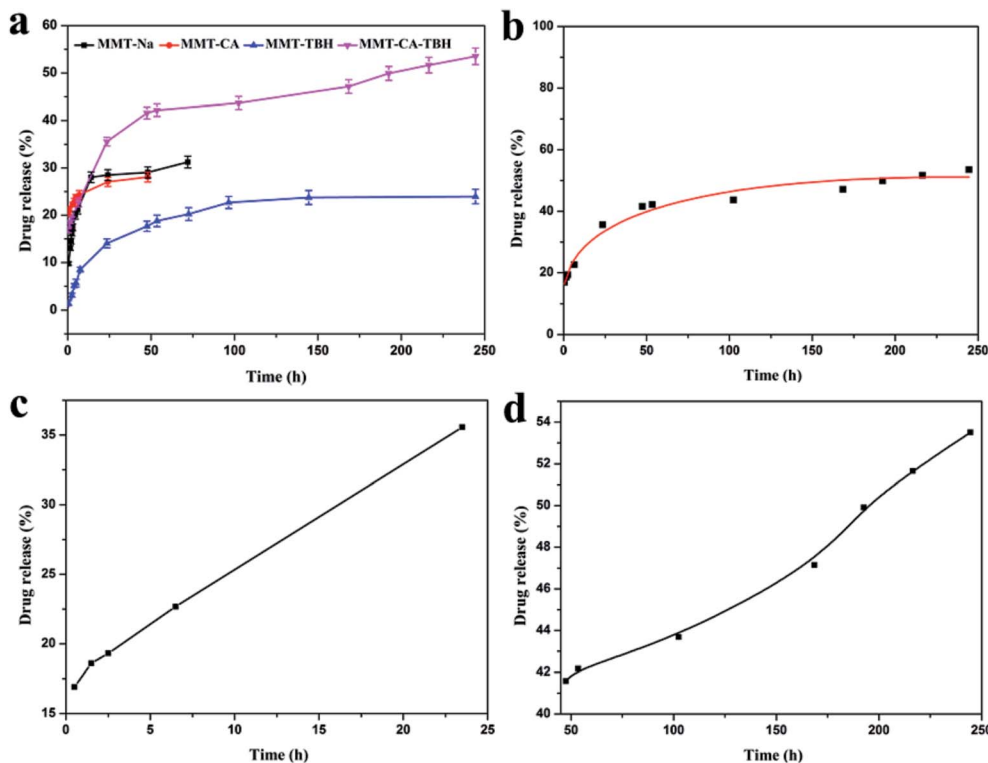 a
MMT-Na MMT-CA MMT-TBH MMT-CA-TBH
Drug release (%)
60
50
40
30
20
10
0
0 50 100 150 200 250
Time (h)
b
Drug release (%)
100
80
60
40
20
0
0 50 100 150 200 250
Time (h)
c
Drug release (%)
35
30
25
20
15
0 5 10 15 20 25
Time (h)
d
Drug release (%)
54
52
50
48
46
44
42
40
50 100 150 200 250
Time (h)